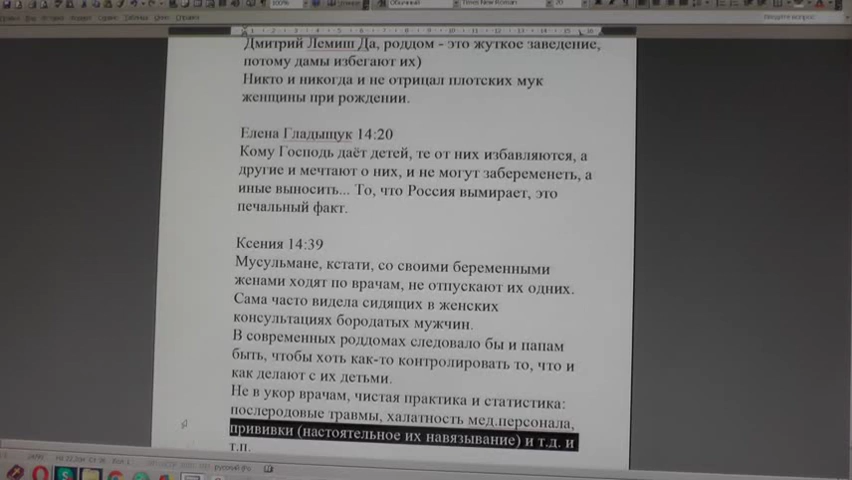 Обычный
Times New Roman
20
Дмитрий Лемиш Да, роддом - это жуткое заведение,
потому дамы избегают их)
Никто и никогда и не отрицал плотских мук
женщины при рождении.
Елена Гладыщук 14:20
Кому Господь даёт детей, те от них избавляются, а
другие и мечтают о них, и не могут забеременеть, а
иные выносить... То, что Россия вымирает, это
печальный факт.
Ксения 14:39
Мусульмане, кстати, со своими беременными
женами ходят по врачам, не отпускают их одних.
Сама часто видела сидящих в женских
консультациях бородатых мужчин.
В современных роддомах следовало бы и папам
быть, чтобы хоть как-то контролировать то, что и
как делают с их детьми.
Не в укор врачам, чистая практика и статистика:
послеродовые травмы, халатность мед.персонала,
прививки (настоятельное их навязывание) и т.д. и
т.п.